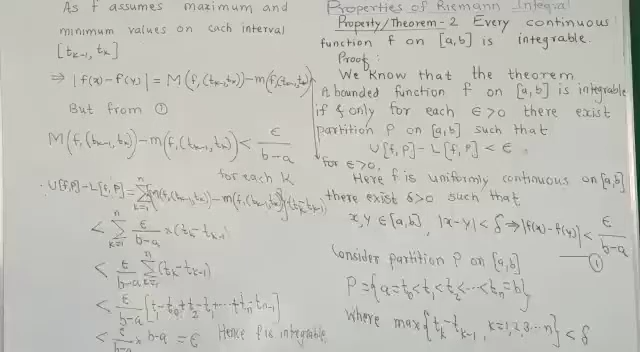 Properties of Riemann Integral
Property/Theorem-2 Every continuous
function f on [a,b] is integrable.
Proof:
We know that the theorem
A bounded function f on [a,b] is integrable
if & only for each ε>0 there exist
partition P on [a,b] such that
U[f,P]-L[f,P] < ε.
for ε>0,
Here f is uniformly continuous on [a,b]
there exist δ>0 such that
x,y ∈ [a,b], |x-y| < δ ⇒ |f(x)-f(y)| < ε/(b-a)
①
Consider partition P on [a,b]
P = {a=t₀<t₁<t₂<...<tₙ=b}
Where max{tₖ-tₖ₋₁, k=1,2,3...n} < δ
As f assumes maximum and
minimum values on each interval
[tₖ₋₁, tₖ]
⇒ |f(x)-f(y)| = M(f,(tₖ₋₁,tₖ))-m(f,(tₖ₋₁,tₖ))
But from ①
M(f,(tₖ₋₁,tₖ))-m(f,(tₖ₋₁,tₖ)) < ε/(b-a)
for each k
∴ U[f,P]-L[f,P] = Σₖ₌₁ⁿ [M(f,(tₖ₋₁,tₖ))-m(f,(tₖ₋₁,tₖ))](tₖ-tₖ₋₁)
< Σₖ₌₁ⁿ ε/(b-a) × (tₖ-tₖ₋₁)
< ε/(b-a) Σₖ₌₁ⁿ (tₖ-tₖ₋₁)
< ε/(b-a) [t₁-t₀+t₂-t₁+...+tₙ-tₙ₋₁]
< ε/(b-a) × b-a = ε Hence f is integrable